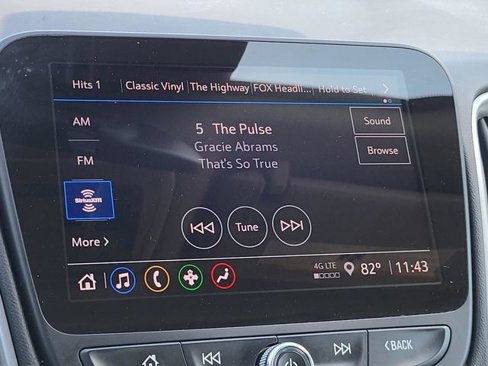 Hits 1 Classic Vinyl The Highway FOX Headli... Hold to Set
AM
5 The Pulse
Sound
Gracie Abrams
FM
That's So True
Browse
SiriusXM
Tune
More
4G LTE
82° 11:43
BACK